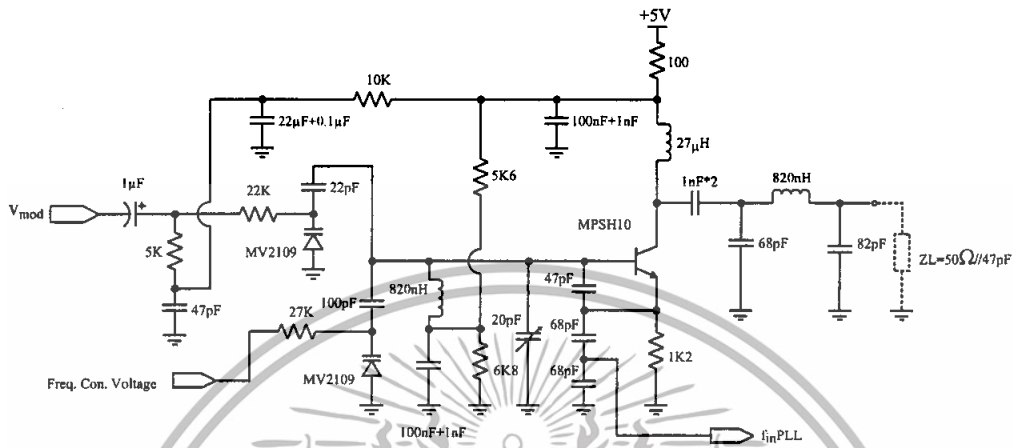 +5V
100
10K
22μF+0.1μF
100nF+1nF
27μH
1μF
22K
22pF
5K6
1nF*2
820nH
Vmod
MV2109
MPSH10
5K
68pF
82pF
ZL=50Ω//47pF
47pF
100pF
820nH
47pF
27K
20pF
68pF
1K2
Freq. Con. Voltage
MV2109
6K8
68pF
100nF+1nF
finPLL